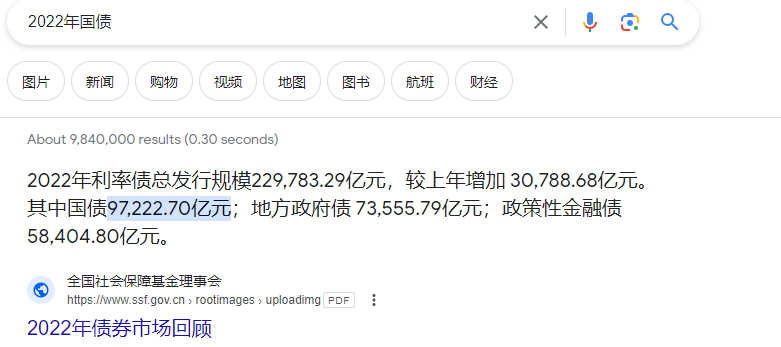 2022年国债
图片 新闻 购物 视频 地图 图书 航班 财经
About 9,840,000 results (0.30 seconds)
2022年利率债总发行规模229,783.29亿元，较上年增加 30,788.68亿元。
其中国债97,222.70亿元；地方政府债 73,555.79亿元；政策性金融债
58,404.80亿元。
全国社会保障基金理事会
https://www.ssf.gov.cn › rootimages › uploadimg PDF
2022年债券市场回顾